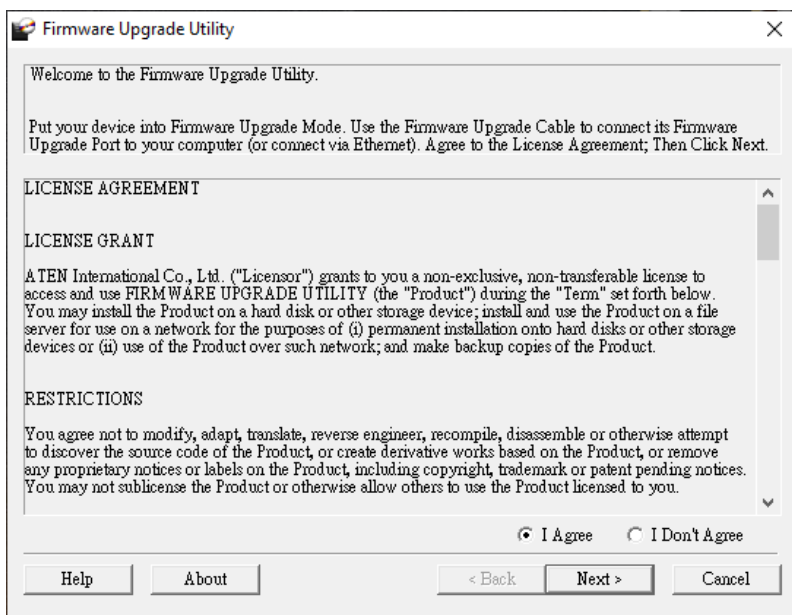 Firmware Upgrade Utility
Welcome to the Firmware Upgrade Utility.
Put your device into Firmware Upgrade Mode. Use the Firmware Upgrade Cable to connect its Firmware
Upgrade Port to your computer (or connect via Ethernet). Agree to the License Agreement; Then Click Next.
LICENSE AGREEMENT
LICENSE GRANT
ATEN International Co., Ltd. ("Licensor") grants to you a non-exclusive, non-transferable license to
access and use FIRMWARE UPGRADE UTILITY (the "Product") during the "Term" set forth below.
You may install the Product on a hard disk or other storage device; install and use the Product on a file
server for use on a network for the purposes of (i) permanent installation onto hard disks or other storage
devices or (ii) use of the Product over such network; and make backup copies of the Product.
RESTRICTIONS
You agree not to modify, adapt, translate, reverse engineer, recompile, disassemble or otherwise attempt
to discover the source code of the Product, or create derivative works based on the Product, or remove
any proprietary notices or labels on the Product, including copyright, trademark or patent pending notices.
You may not sublicense the Product or otherwise allow others to use the Product licensed to you.
I Agree I Don't Agree
Help About < Back Next > Cancel